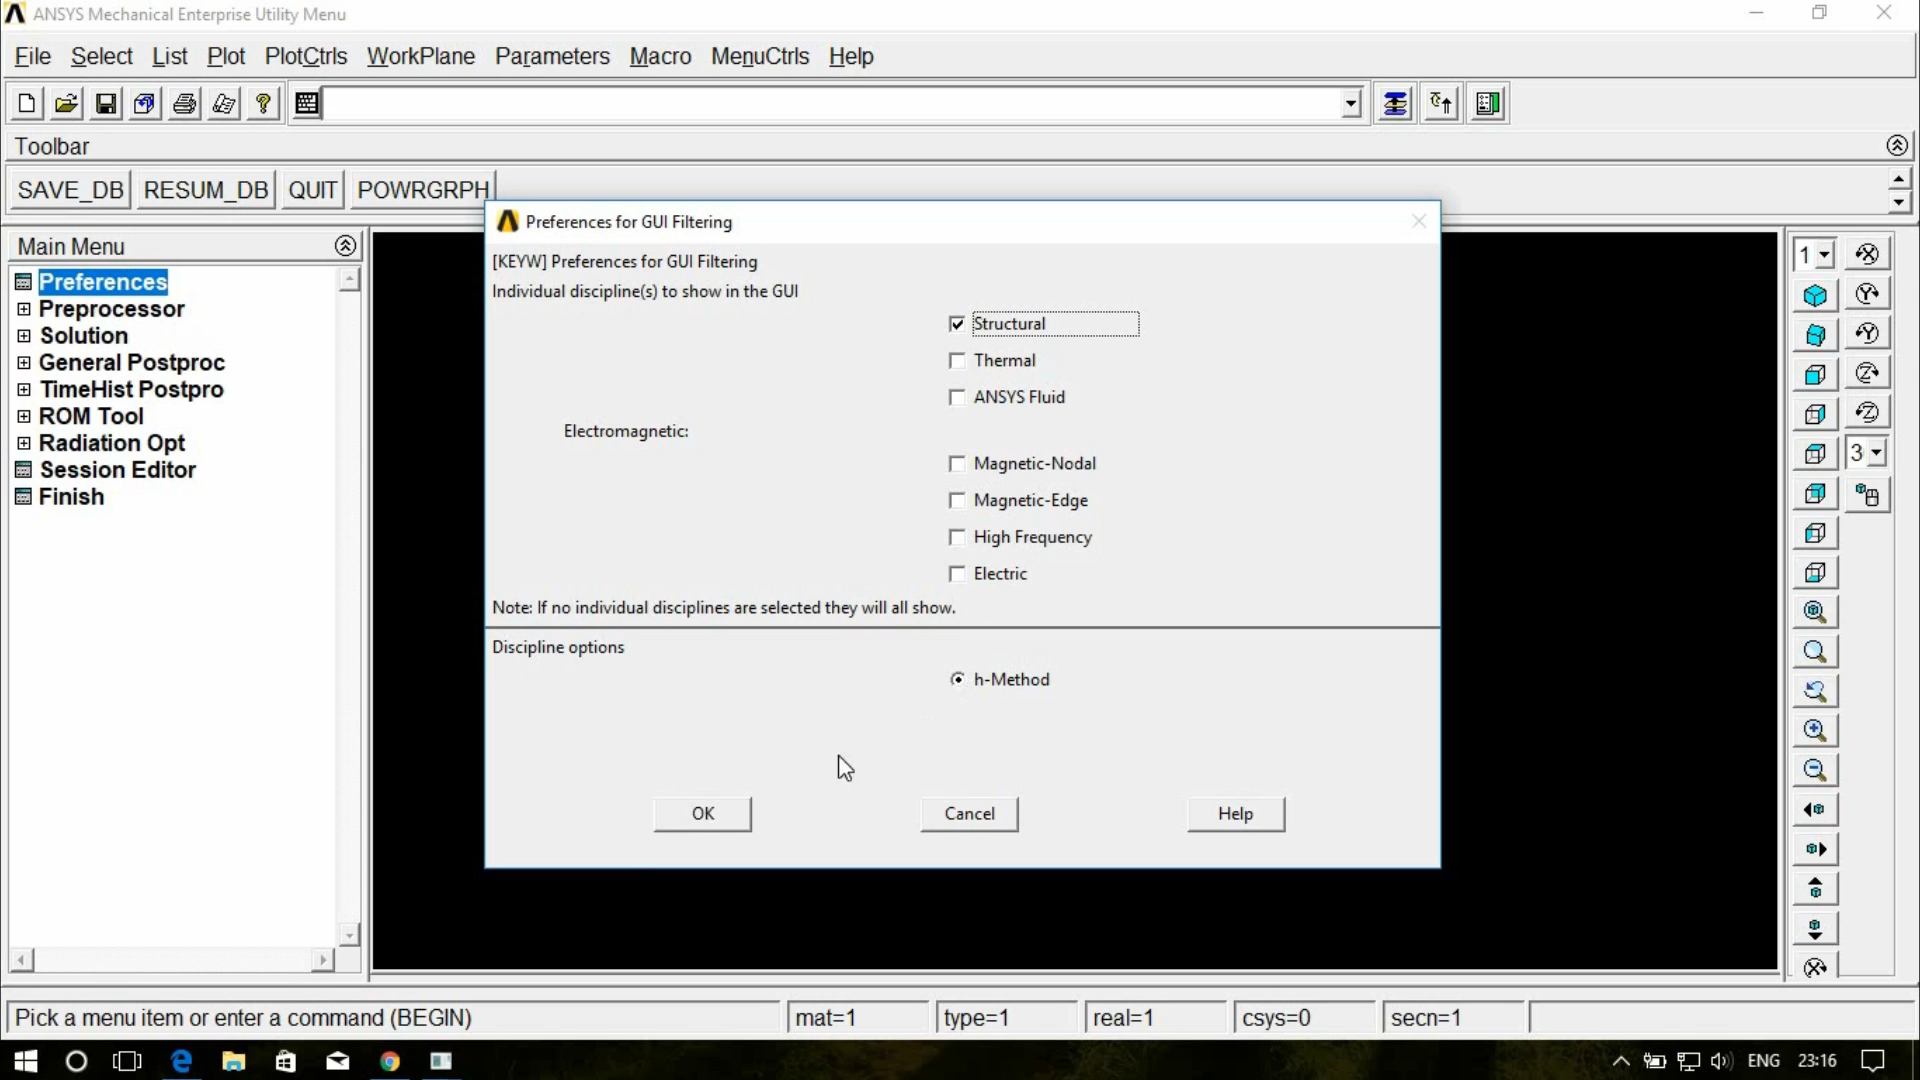 ANSYS Mechanical Enterprise Utility Menu
File Select List Plot PlotCtrls WorkPlane Parameters Macro MenuCtrls Help
Toolbar
SAVE_DB RESUM_DB QUIT POWRGRPH
Main Menu
Preferences
Preprocessor
Solution
General Postproc
TimeHist Postpro
ROM Tool
Radiation Opt
Session Editor
Finish
Preferences for GUI Filtering
[KEYW] Preferences for GUI Filtering
Individual discipline(s) to show in the GUI
Structural
Thermal
ANSYS Fluid
Electromagnetic:
Magnetic-Nodal
Magnetic-Edge
High Frequency
Electric
Note: If no individual disciplines are selected they will all show.
Discipline options
h-Method
OK Cancel Help
1
3
Pick a menu item or enter a command (BEGIN) mat=1 type=1 real=1 csys=0 secn=1
ENG 23:16